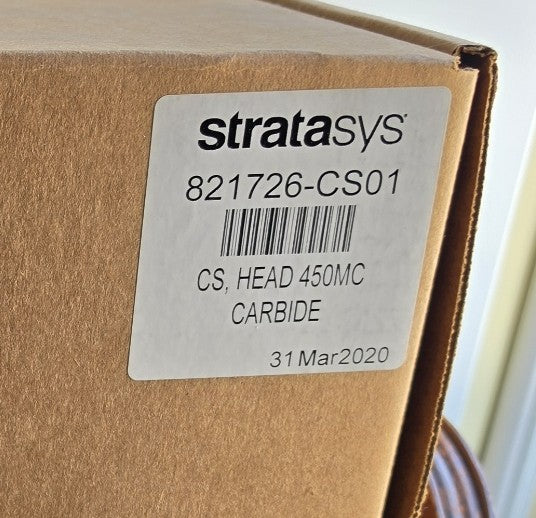 stratasys
821726-CS01
CS, HEAD 450MC
CARBIDE
31Mar2020